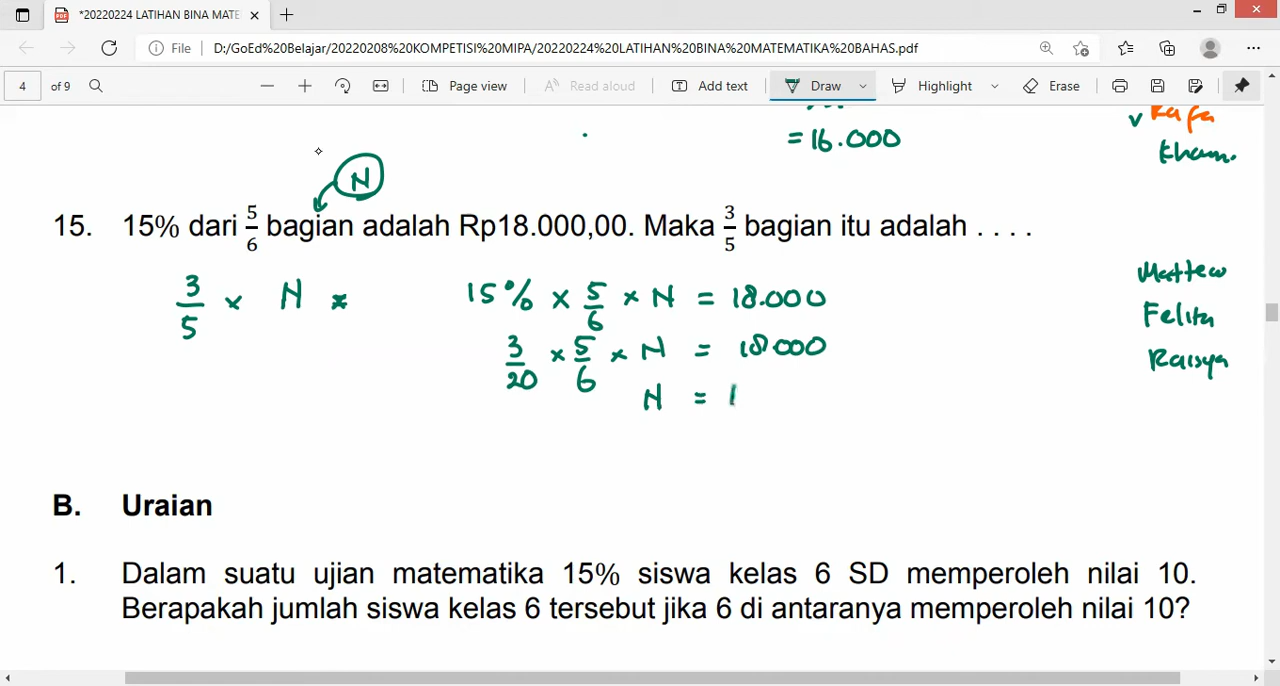 *20220224 LATIHAN BINA MATE
File D:/GoEd%20Belajar/20220208%20KOMPETISI%20MIPA/20220224%20LATIHAN%20BINA%20MATEMATIKA%20BAHAS.pdf
4 of 9 Page view Read aloud Add text Draw Highlight Erase
v Rafa
= 16.000
Kham.
N
15. 15% dari 5/6 bagian adalah Rp18.000,00. Maka 3/5 bagian itu adalah . . . .
Mattew
3/5 × N 15% × 5/6 × N = 18.000
Felita
3/20 × 5/6 × N = 18.000
Raisya
N = 1
B. Uraian
1. Dalam suatu ujian matematika 15% siswa kelas 6 SD memperoleh nilai 10.
Berapakah jumlah siswa kelas 6 tersebut jika 6 di antaranya memperoleh nilai 10?